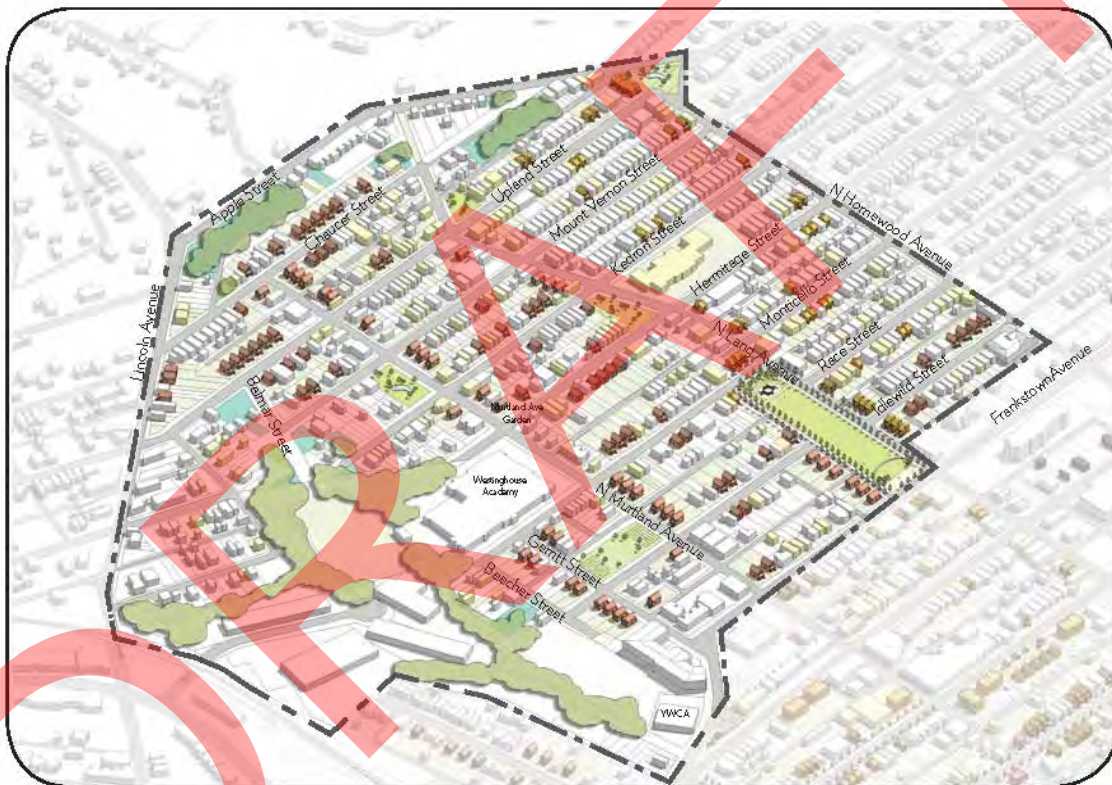 Apple Street
Chaucer Street
Upland Street
Mount Vernon Street
Kedron Street
Hermitage Street
Monticello Street
N Homewood Avenue
N Lang Avenue
Race Street
Idlewild Street
Frankstown Avenue
Lincoln Avenue
Belmar Street
Murtland Ave
Garden
Westinghouse
Academy
N Murtland Avenue
Gerritt Street
Beecher Street
YWCA
DRAFT